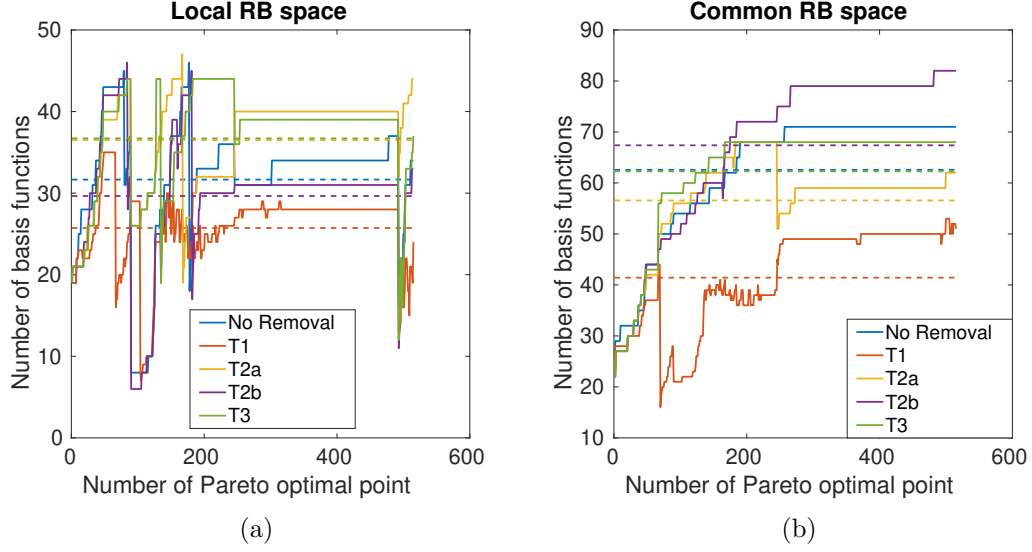 Local RB space
50
40
30
20
10
0
0
200
400
600
Number of basis functions
Number of Pareto optimal point
No Removal
T1
T2a
T2b
T3
(a)
Common RB space
90
80
70
60
50
40
30
20
10
0
200
400
600
Number of basis functions
Number of Pareto optimal point
No Removal
T1
T2a
T2b
T3
(b)